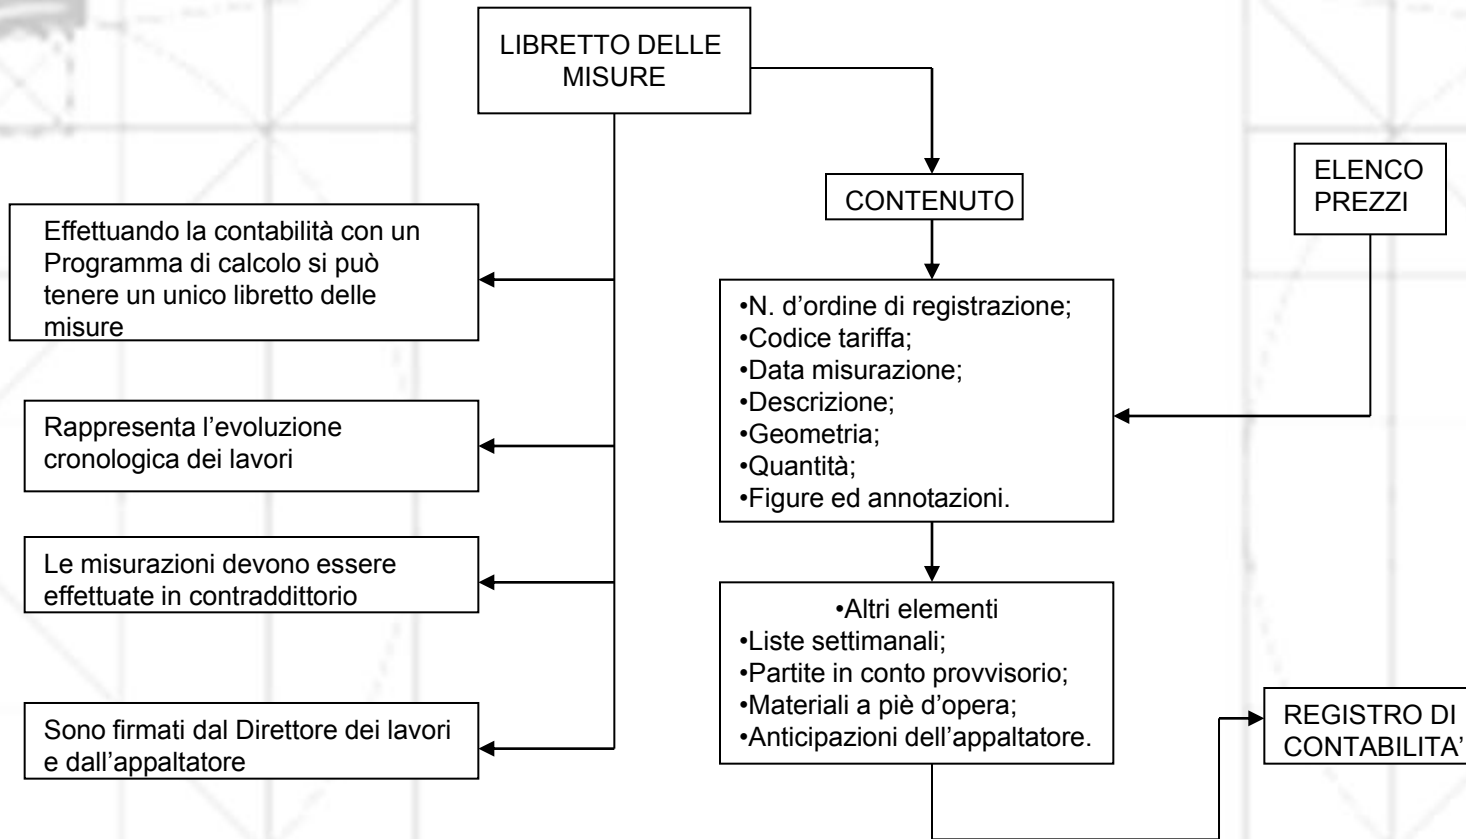 LIBRETTO DELLE
MISURE
Effettuando la contabilità con un
Programma di calcolo si può
tenere un unico libretto delle
misure
Rappresenta l’evoluzione
cronologica dei lavori
Le misurazioni devono essere
effettuate in contraddittorio
Sono firmati dal Direttore dei lavori
e dall’appaltatore
CONTENUTO
•N. d’ordine di registrazione;
•Codice tariffa;
•Data misurazione;
•Descrizione;
•Geometria;
•Quantità;
•Figure ed annotazioni.
•Altri elementi
•Liste settimanali;
•Partite in conto provvisorio;
•Materiali a piè d’opera;
•Anticipazioni dell’appaltatore.
ELENCO
PREZZI
REGISTRO DI
CONTABILITA’